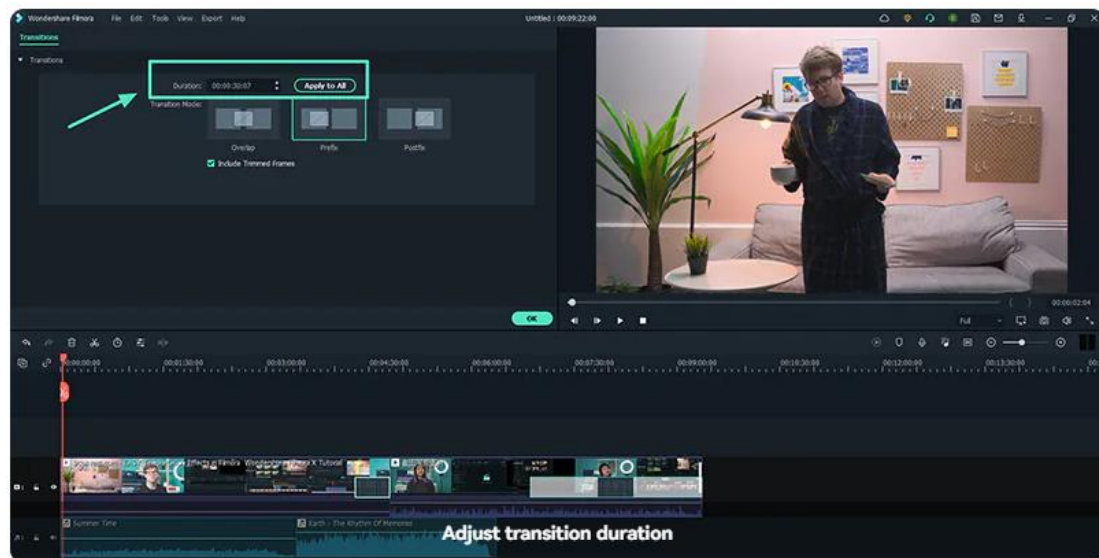 Wondershare Filmora File Edit Tools View Export Help
Untitled : 00:09:22:00
Transitions
Transitions
Duration: 00:00:30:07 Apply to All
Transition Mode:
Overlap Prefix Postfix
Include Trimmed Frames
00:00:02:04
OK
Full
00:00:00:00 00:01:30:00 00:03:00:00 00:04:30:00 00:06:00:00 00:07:30:00 00:09:00:00 00:10:30:00 00:12:00:00 00:13:30:00
Summer Time
Earth - The Rhythm Of Memories
Adjust transition duration